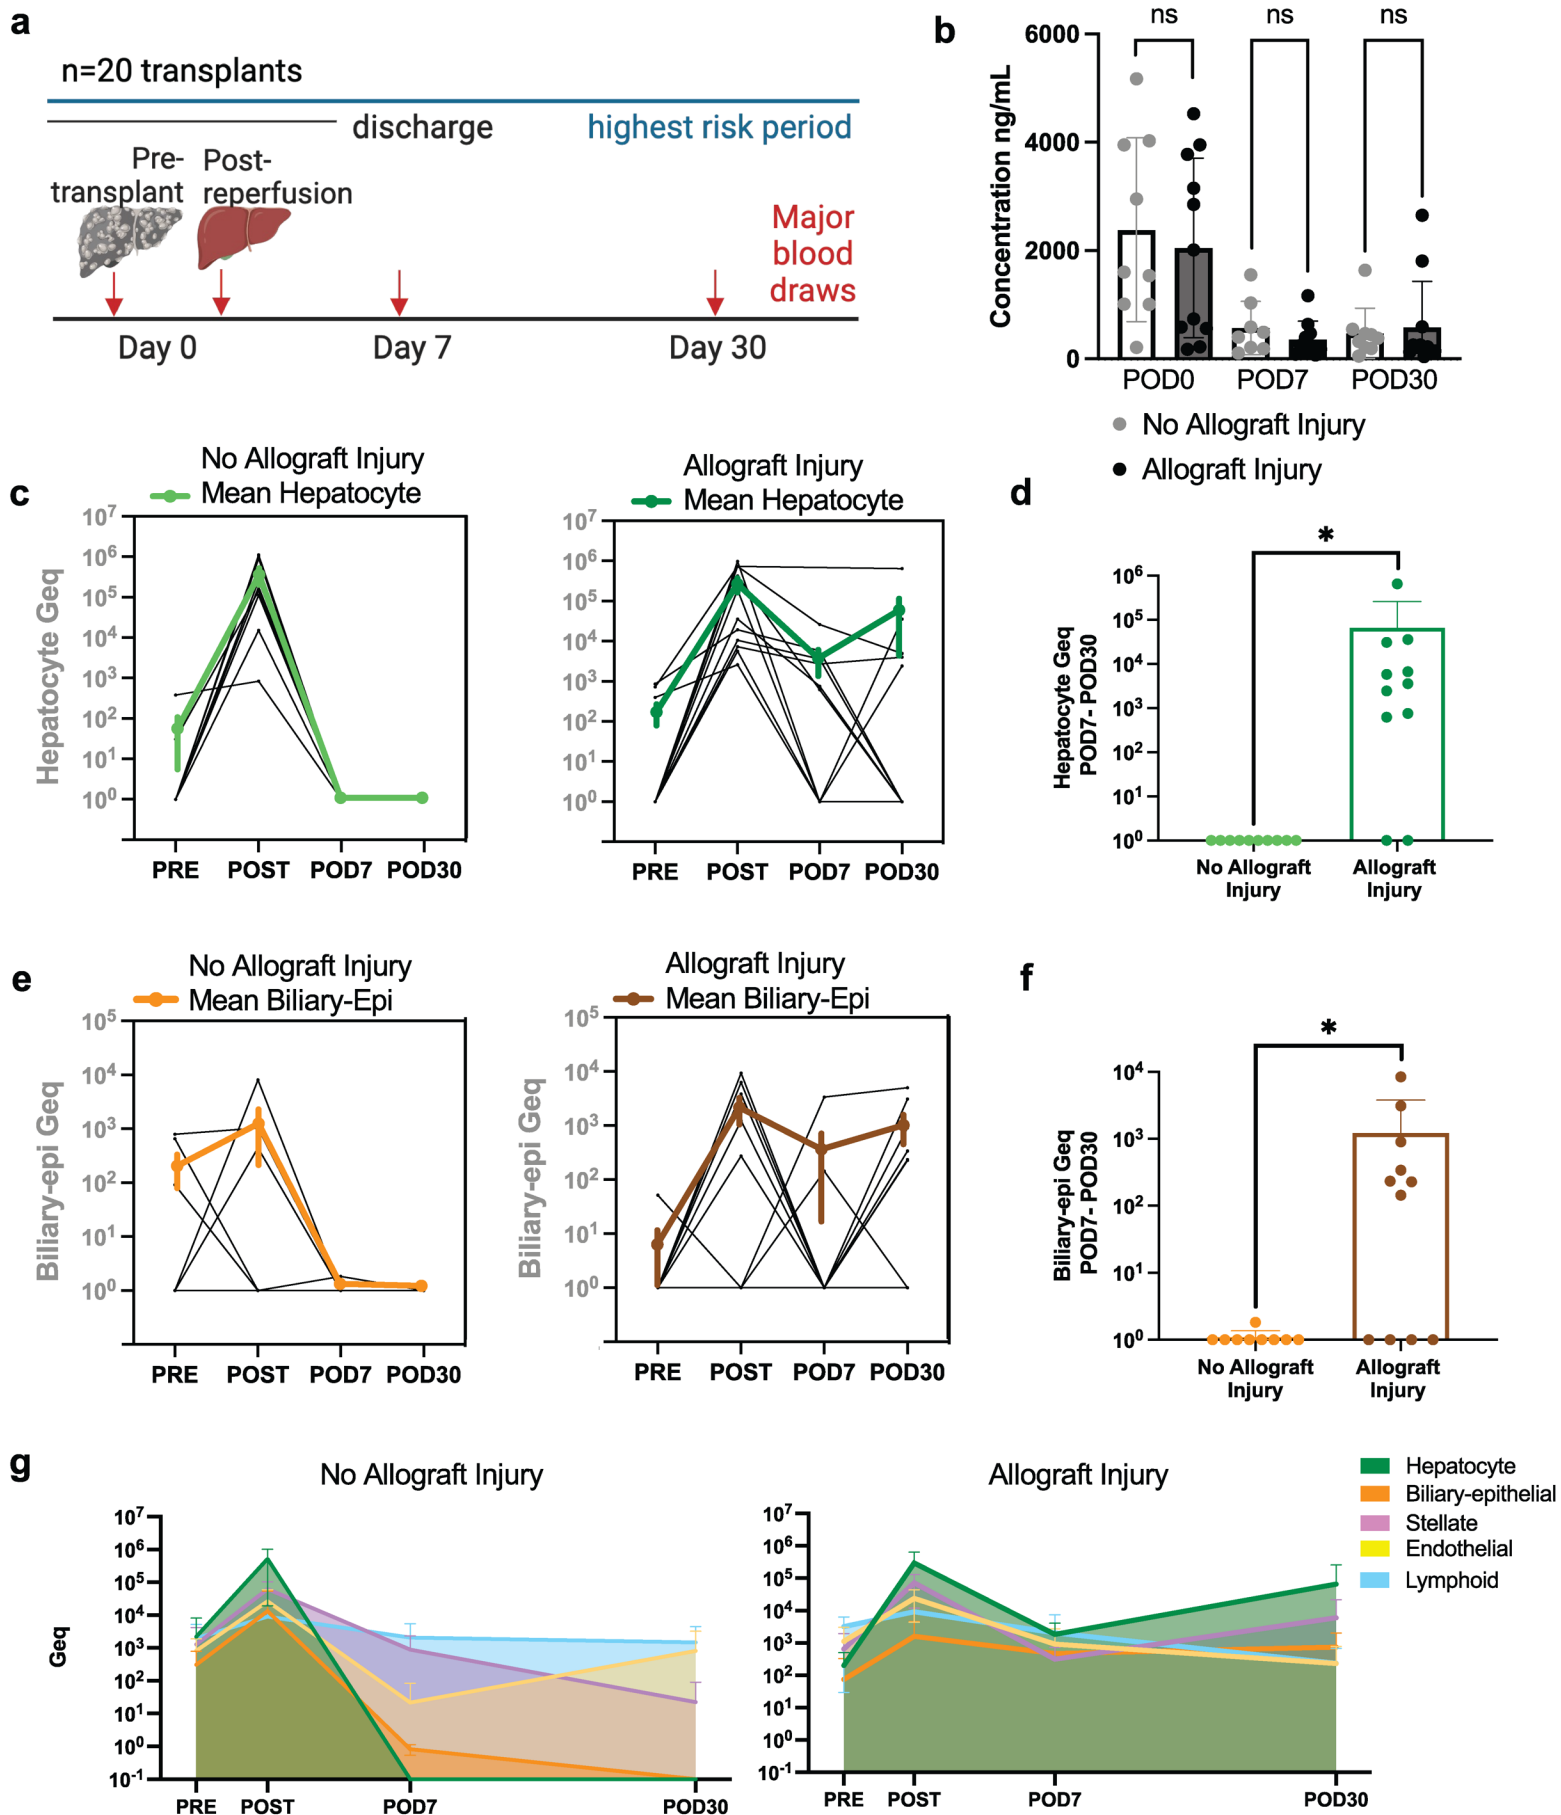 a
n=20 transplants
discharge
highest risk period
Pre-
transplant
Post-
reperfusion
Major
blood
draws
Day 0
Day 7
Day 30
b
ns
ns
ns
Concentration ng/mL
6000
4000
2000
0
POD0
POD7
POD30
No Allograft Injury
Allograft Injury
c
No Allograft Injury
Mean Hepatocyte
Hepatocyte Geq
10⁷
10⁶
10⁵
10⁴
10³
10²
10¹
10⁰
PRE
POST
POD7
POD30
Allograft Injury
Mean Hepatocyte
10⁷
10⁶
10⁵
10⁴
10³
10²
10¹
10⁰
PRE
POST
POD7
POD30
d
*
Hepatocyte Geq
POD7- POD30
10⁶
10⁵
10⁴
10³
10²
10¹
10⁰
No Allograft
Injury
Allograft
Injury
e
No Allograft Injury
Mean Biliary-Epi
Biliary-epi Geq
10⁵
10⁴
10³
10²
10¹
10⁰
PRE
POST
POD7
POD30
Allograft Injury
Mean Biliary-Epi
Biliary-epi Geq
10⁵
10⁴
10³
10²
10¹
10⁰
PRE
POST
POD7
POD30
f
*
Biliary-epi Geq
POD7- POD30
10⁴
10³
10²
10¹
10⁰
No Allograft
Injury
Allograft
Injury
g
No Allograft Injury
Geq
10⁷
10⁶
10⁵
10⁴
10³
10²
10¹
10⁰
10⁻¹
PRE
POST
POD7
POD30
Allograft Injury
10⁷
10⁶
10⁵
10⁴
10³
10²
10¹
10⁰
10⁻¹
PRE
POST
POD7
POD30
Hepatocyte
Biliary-epithelial
Stellate
Endothelial
Lymphoid